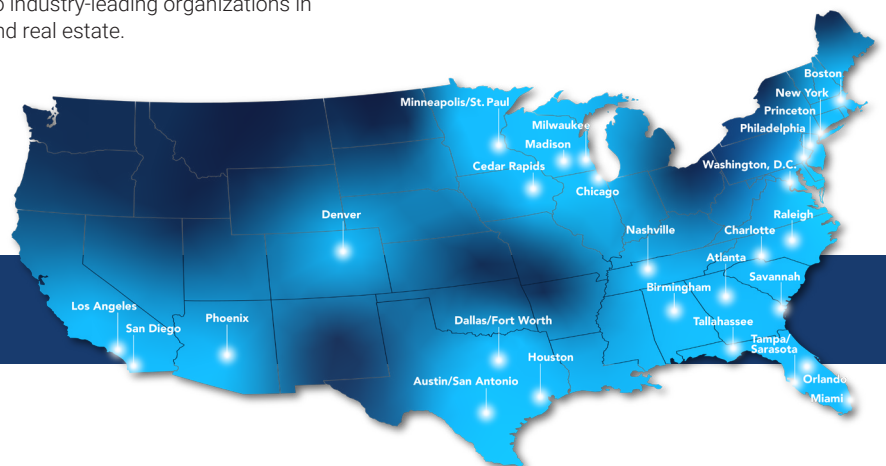 industry-leading organizations in
nd real estate.
Boston
New York
Princeton
Philadelphia
Washington, D.C.
Minneapolis/St. Paul
Milwaukee
Madison
Cedar Rapids
Chicago
Denver
Raleigh
Nashville
Charlotte
Atlanta
Savannah
Birmingham
Tallahassee
Tampa/
Sarasota
Orlando
Miami
Los Angeles
San Diego
Phoenix
Dallas/Fort Worth
Houston
Austin/San Antonio